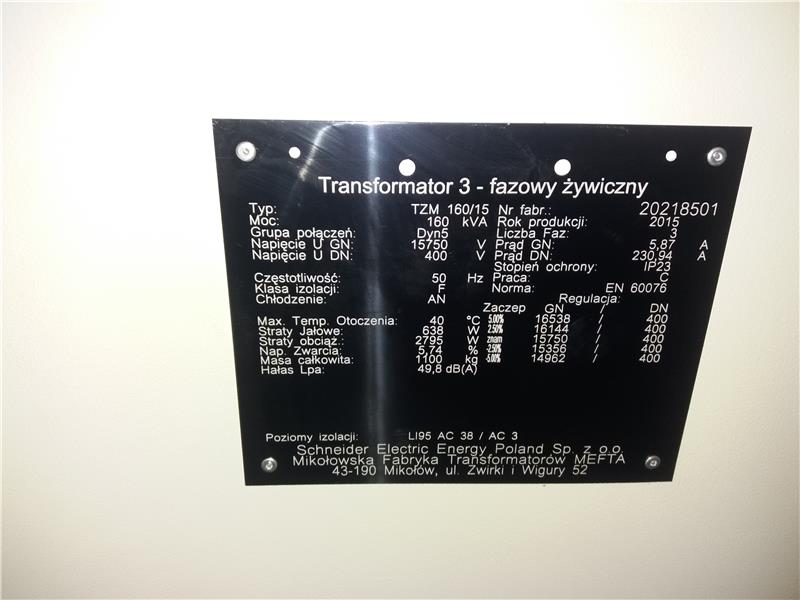 Transformator 3 - fazowy żywiczny
Typ: TZM 160/15 Nr fabr.: 20218501
Moc: 160 kVA Rok produkcji: 2015
Grupa połączeń: Dyn5 Liczba Faz: 3
Napięcie U GN: 15750 V Prąd GN: 5,87 A
Napięcie U DN: 400 V Prąd DN: 230,94 A
Stopień ochrony: IP23
Częstotliwość: 50 Hz Praca: C
Klasa izolacji: F Norma: EN 60076
Chłodzenie: AN Regulacja:
Zaczep GN / DN
Max. Temp. Otoczenia: 40 °C 5.00% 16538 / 400
Straty Jałowe: 638 W 2.50% 16144 / 400
Straty obciąż.: 2795 W znam 15750 / 400
Nap. Zwarcia: 5,74 % -2.50% 15356 / 400
Masa całkowita: 1100 kg -5.00% 14962 / 400
Hałas Lpa: 49,8 dB(A)
Poziomy izolacji: LI95 AC 38 / AC 3
Schneider Electric Energy Poland Sp. z o.o.
Mikołowska Fabryka Transformatorów MEFTA
43-190 Mikołów, ul. Żwirki i Wigury 52